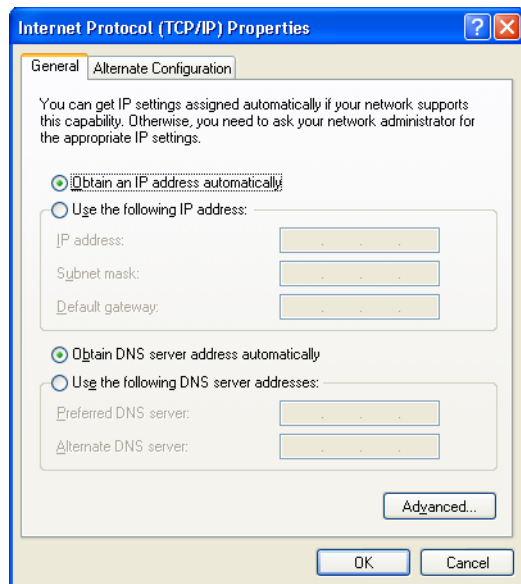 Internet Protocol (TCP/IP) Properties
General
Alternate Configuration
You can get IP settings assigned automatically if your network supports
this capability. Otherwise, you need to ask your network administrator for
the appropriate IP settings.
Obtain an IP address automatically
Use the following IP address:
IP address:
Subnet mask:
Default gateway:
Obtain DNS server address automatically
Use the following DNS server addresses:
Preferred DNS server:
Alternate DNS server:
Advanced...
OK
Cancel